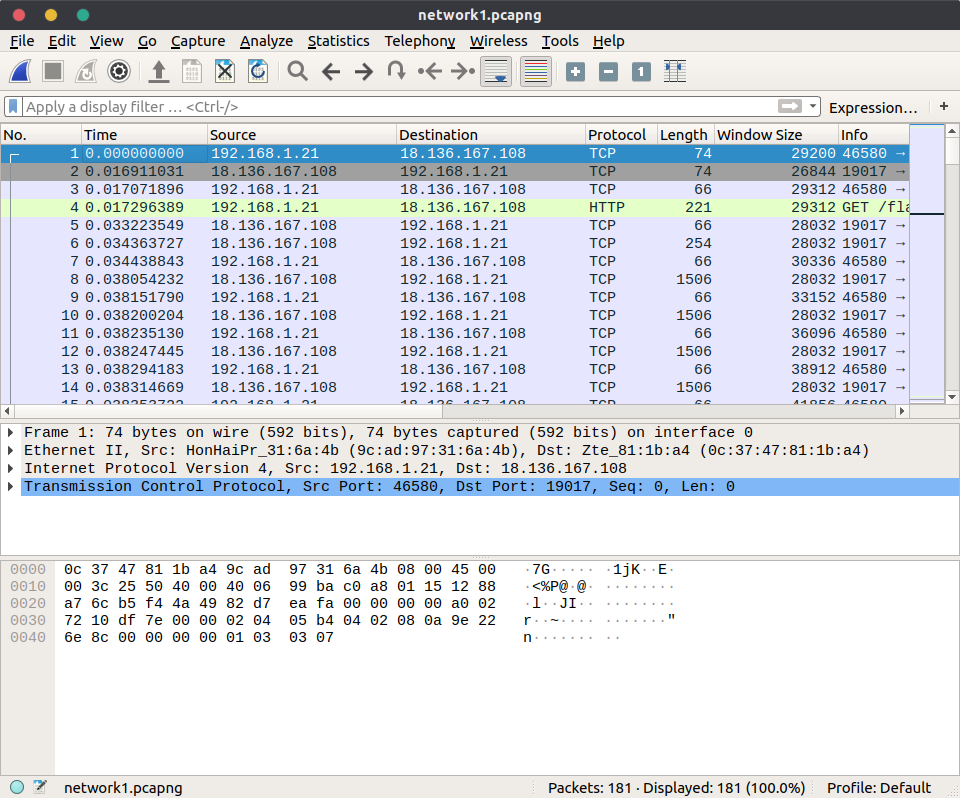 network1.pcapng
File Edit View Go Capture Analyze Statistics Telephony Wireless Tools Help
Apply a display filter … <Ctrl-/> Expression… +
No. Time Source Destination Protocol Length Window Size Info
1 0.000000000 192.168.1.21 18.136.167.108 TCP 74 29200 46580 →
2 0.016911031 18.136.167.108 192.168.1.21 TCP 74 26844 19017 →
3 0.017071896 192.168.1.21 18.136.167.108 TCP 66 29312 46580 →
4 0.017296389 192.168.1.21 18.136.167.108 HTTP 221 29312 GET /fla
5 0.033223549 18.136.167.108 192.168.1.21 TCP 66 28032 19017 →
6 0.034363727 18.136.167.108 192.168.1.21 TCP 254 28032 19017 →
7 0.034438843 192.168.1.21 18.136.167.108 TCP 66 30336 46580 →
8 0.038054232 18.136.167.108 192.168.1.21 TCP 1506 28032 19017 →
9 0.038151790 192.168.1.21 18.136.167.108 TCP 66 33152 46580 →
10 0.038200204 18.136.167.108 192.168.1.21 TCP 1506 28032 19017 →
11 0.038235130 192.168.1.21 18.136.167.108 TCP 66 36096 46580 →
12 0.038247445 18.136.167.108 192.168.1.21 TCP 1506 28032 19017 →
13 0.038294183 192.168.1.21 18.136.167.108 TCP 66 38912 46580 →
14 0.038314669 18.136.167.108 192.168.1.21 TCP 1506 28032 19017 →
Frame 1: 74 bytes on wire (592 bits), 74 bytes captured (592 bits) on interface 0
Ethernet II, Src: HonHaiPr_31:6a:4b (9c:ad:97:31:6a:4b), Dst: Zte_81:1b:a4 (0c:37:47:81:1b:a4)
Internet Protocol Version 4, Src: 192.168.1.21, Dst: 18.136.167.108
Transmission Control Protocol, Src Port: 46580, Dst Port: 19017, Seq: 0, Len: 0
0000 0c 37 47 81 1b a4 9c ad 97 31 6a 4b 08 00 45 00 ·7G····· ·1jK··E·
0010 00 3c 25 50 40 00 40 06 99 ba c0 a8 01 15 12 88 ·<%P@·@· ········
0020 a7 6c b5 f4 4a 49 82 d7 ea fa 00 00 00 00 a0 02 ·l··JI·· ········
0030 72 10 df 7e 00 00 02 04 05 b4 04 02 08 0a 9e 22 r··~···· ·······"
0040 6e 8c 00 00 00 00 01 03 03 07 n······· ··
network1.pcapng Packets: 181 · Displayed: 181 (100.0%) Profile: Default